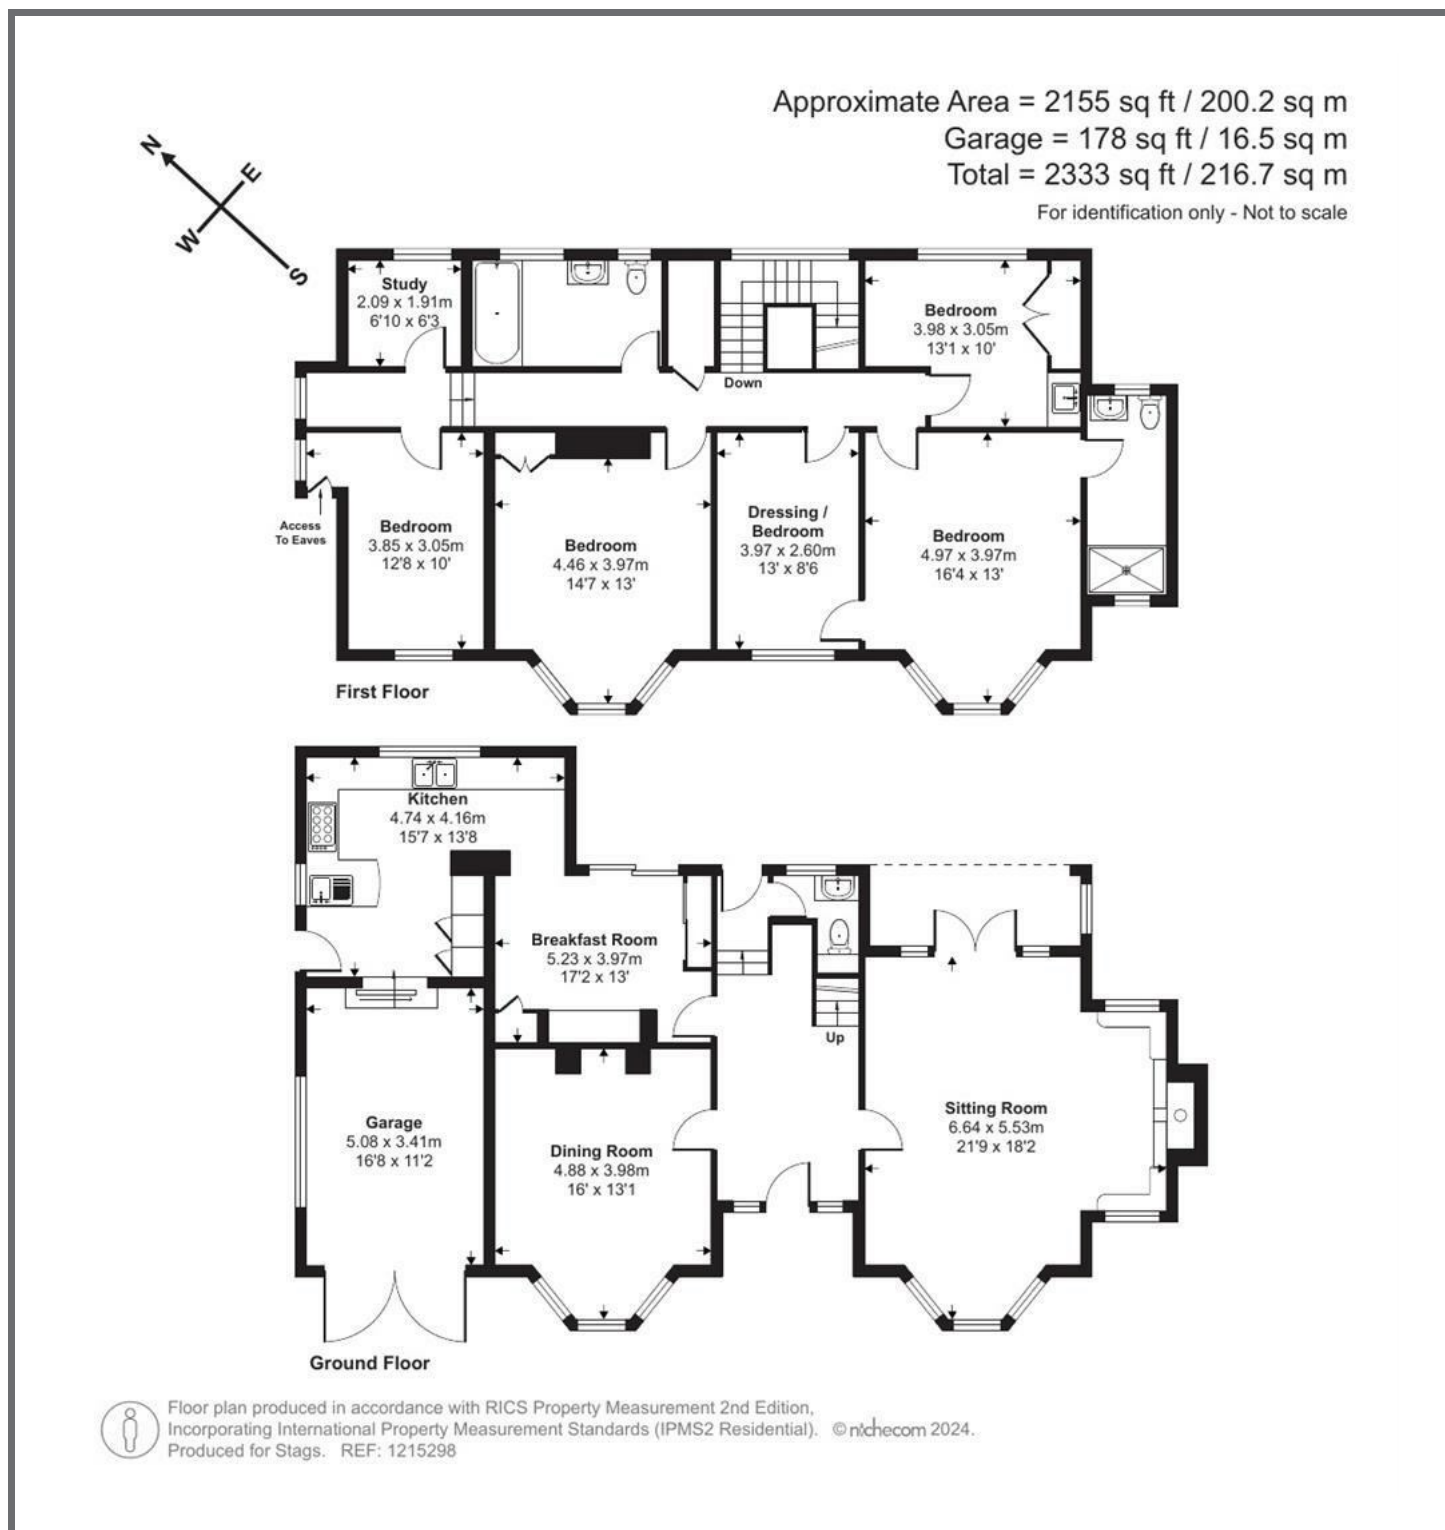 Approximate Area = 2155 sq ft / 200.2 sq m
Garage = 178 sq ft / 16.5 sq m
Total = 2333 sq ft / 216.7 sq m
For identification only - Not to scale
N
E
W
S
Study
2.09 x 1.91m
6'10 x 6'3
Bedroom
3.98 x 3.05m
13'1 x 10'
Down
Access
To Eaves
Bedroom
3.85 x 3.05m
12'8 x 10'
Bedroom
4.46 x 3.97m
14'7 x 13'
Dressing /
Bedroom
3.97 x 2.60m
13' x 8'6
Bedroom
4.97 x 3.97m
16'4 x 13'
First Floor
Kitchen
4.74 x 4.16m
15'7 x 13'8
Breakfast Room
5.23 x 3.97m
17'2 x 13'
Up
Garage
5.08 x 3.41m
16'8 x 11'2
Dining Room
4.88 x 3.98m
16' x 13'1
Sitting Room
6.64 x 5.53m
21'9 x 18'2
Ground Floor
Floor plan produced in accordance with RICS Property Measurement 2nd Edition,
Incorporating International Property Measurement Standards (IPMS2 Residential). © nichecom 2024.
Produced for Stags. REF: 1215298